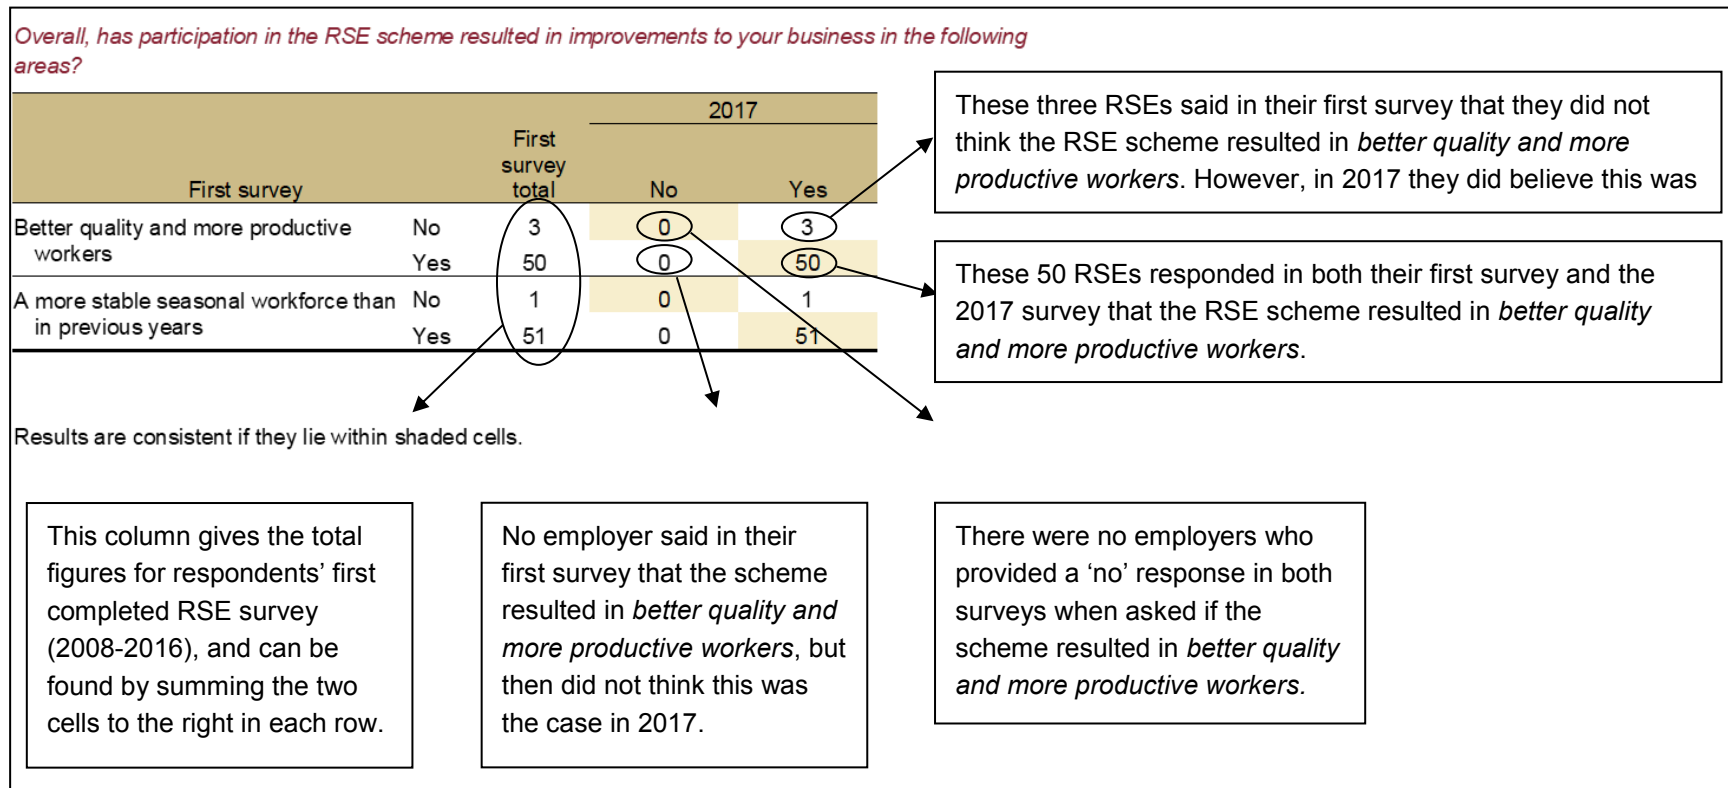 Overall, has participation in the RSE scheme resulted in improvements to your business in the following
areas?
2017
First
survey
First survey total No Yes
Better quality and more productive No 3 0 3
workers
Yes 50 0 50
A more stable seasonal workforce than No 1 0 1
in previous years
Yes 51 0 51
Results are consistent if they lie within shaded cells.
These three RSEs said in their first survey that they did not
think the RSE scheme resulted in better quality and more
productive workers. However, in 2017 they did believe this was
These 50 RSEs responded in both their first survey and the
2017 survey that the RSE scheme resulted in better quality
and more productive workers.
This column gives the total
figures for respondents’ first
completed RSE survey
(2008-2016), and can be
found by summing the two
cells to the right in each row.
No employer said in their
first survey that the scheme
resulted in better quality and
more productive workers, but
then did not think this was
the case in 2017.
There were no employers who
provided a ‘no’ response in both
surveys when asked if the
scheme resulted in better quality
and more productive workers.